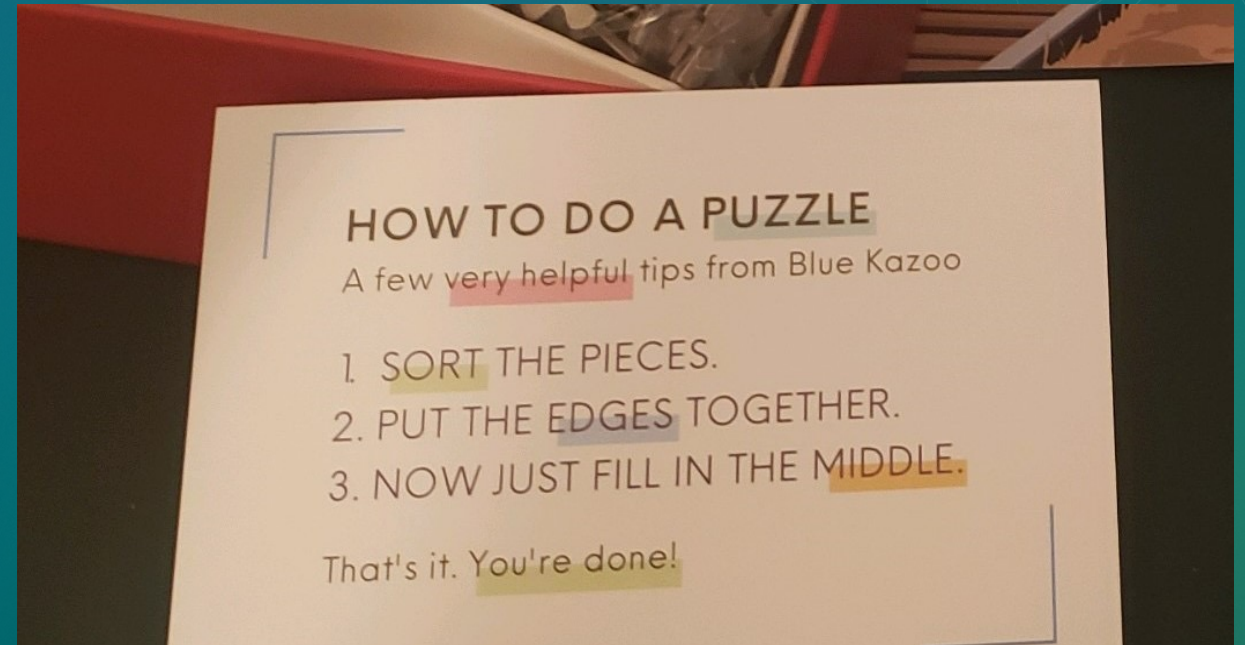 HOW TO DO A PUZZLE
A few very helpful tips from Blue Kazoo
1. SORT THE PIECES.
2. PUT THE EDGES TOGETHER.
3. NOW JUST FILL IN THE MIDDLE.
That's it. You're done!